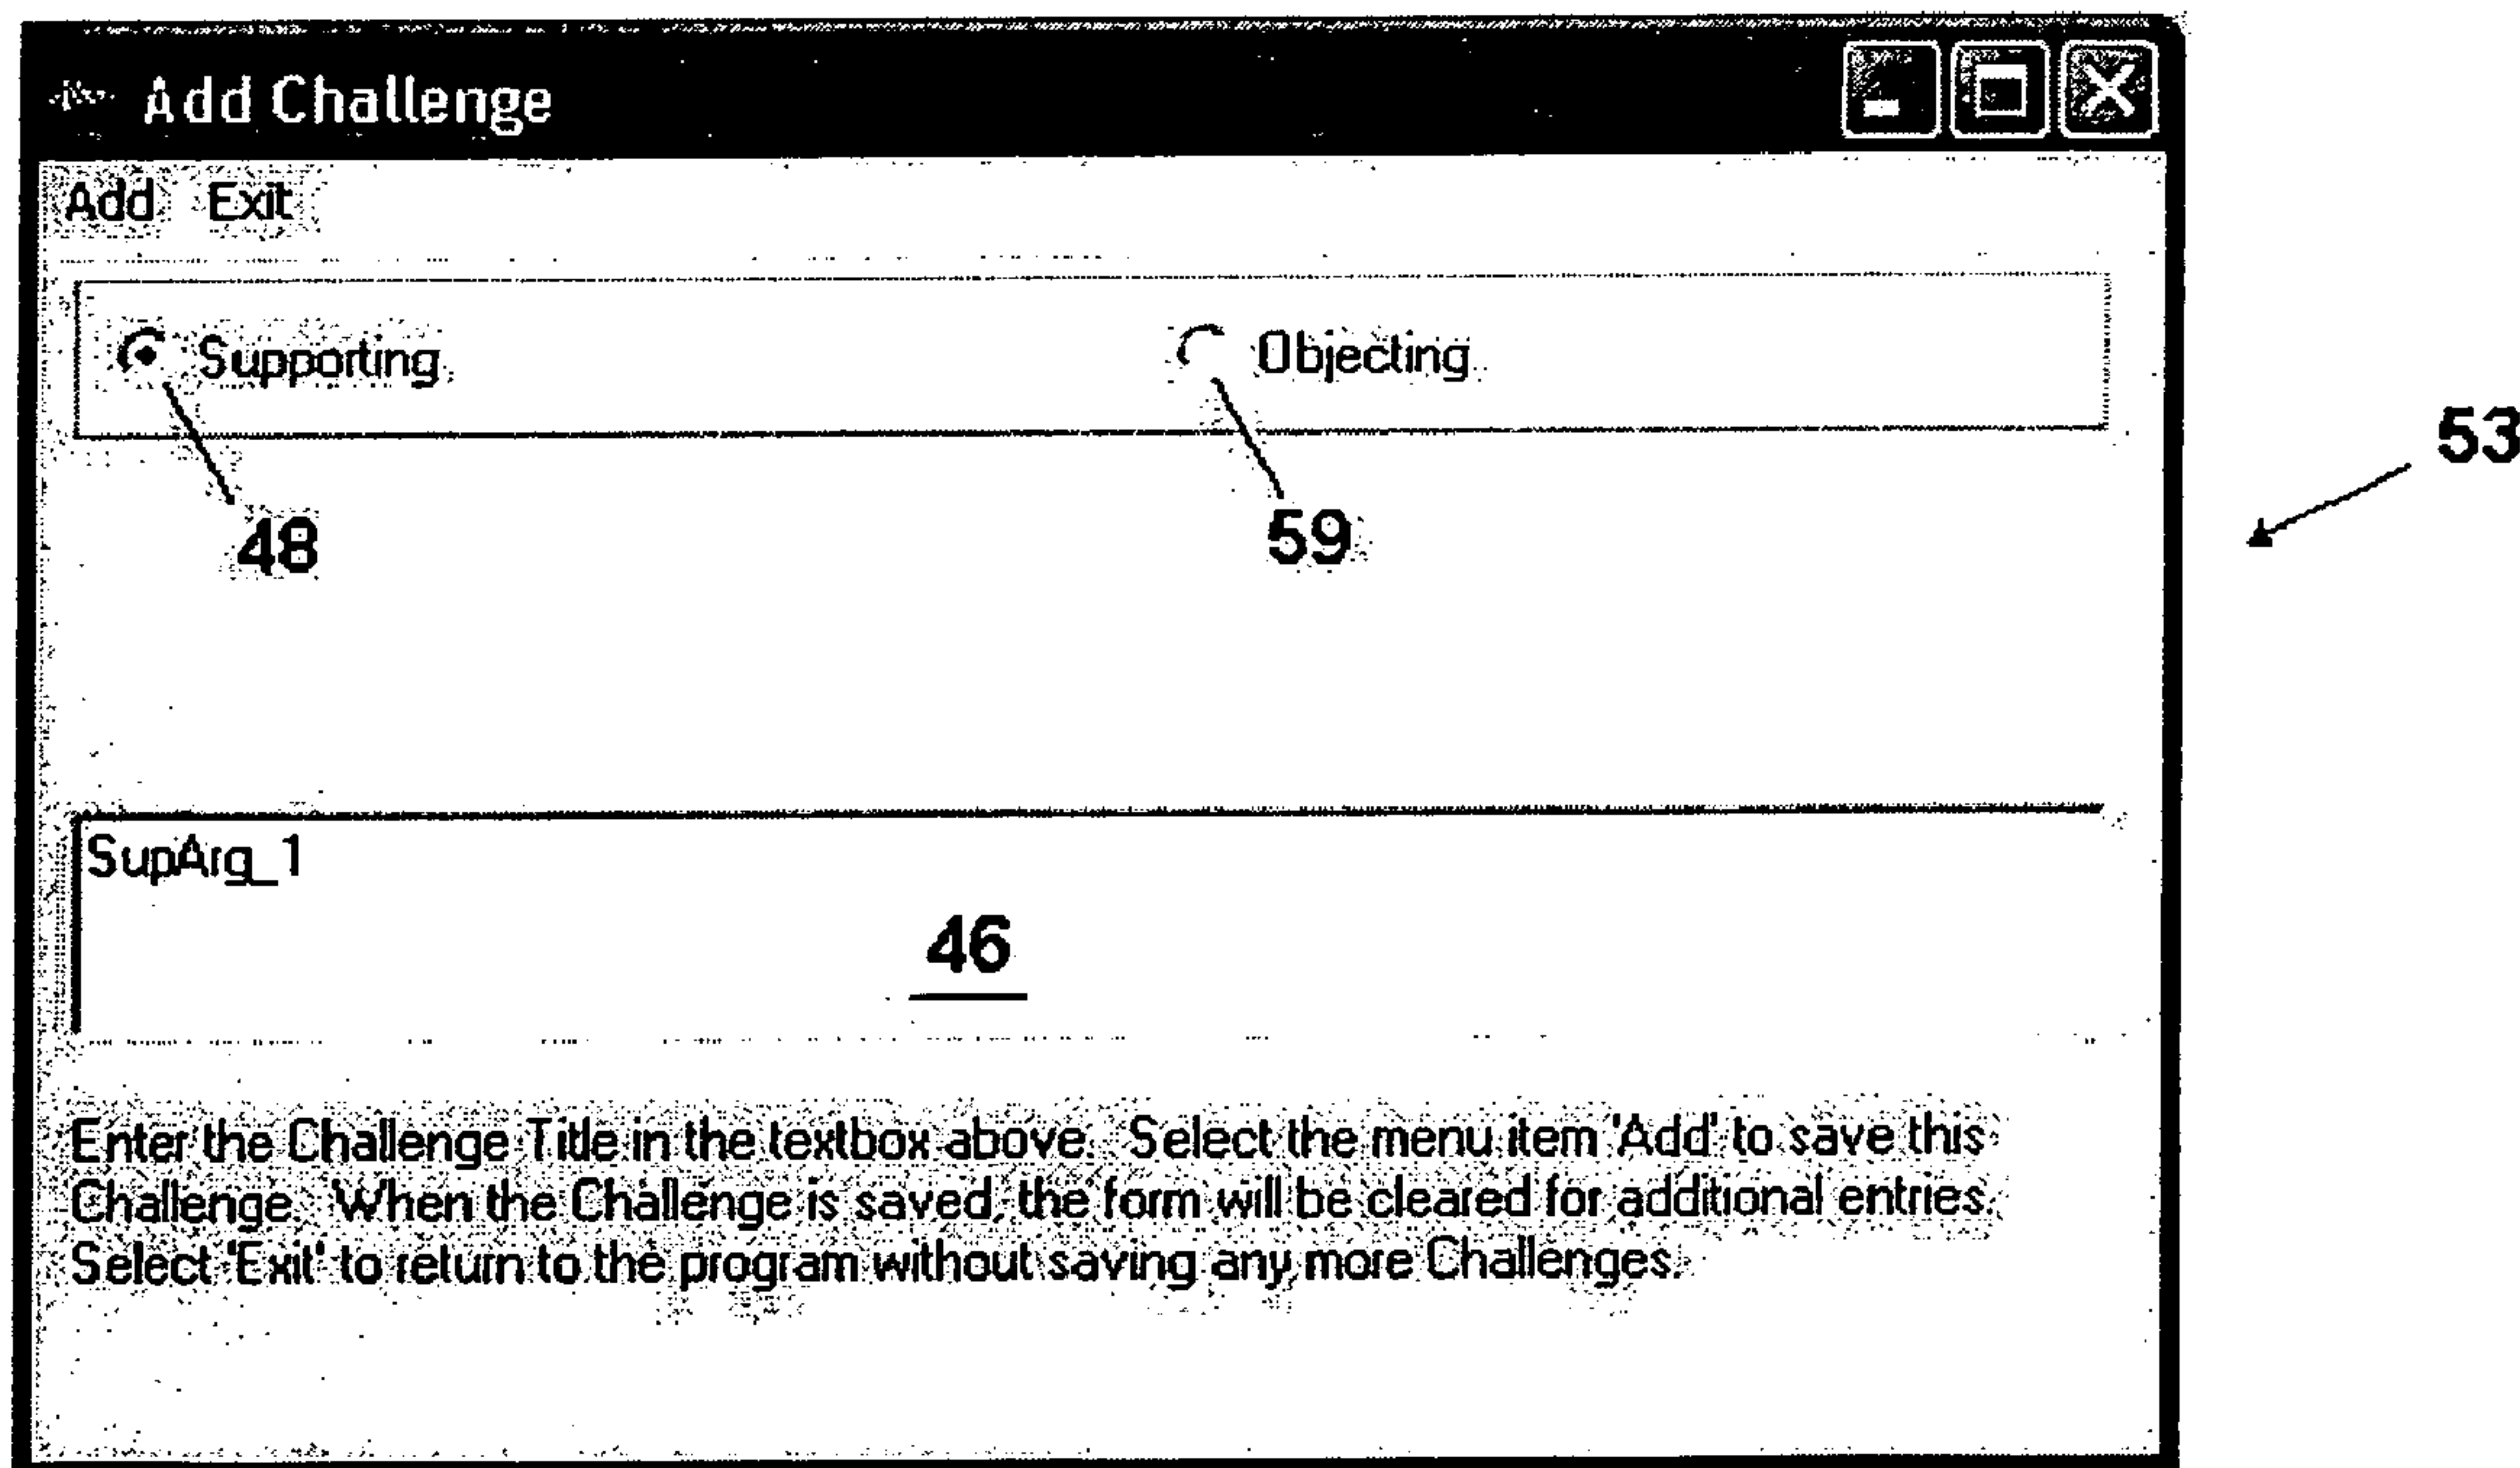 Add Challenge
Add Exit
Supporting Objecting
53
48 59
SupArg_1
46
Enter the Challenge Title in the textbox above. Select the menu item 'Add' to save this
Challenge. When the Challenge is saved, the form will be cleared for additional entries.
Select 'Exit' to return to the program without saving any more Challenges.